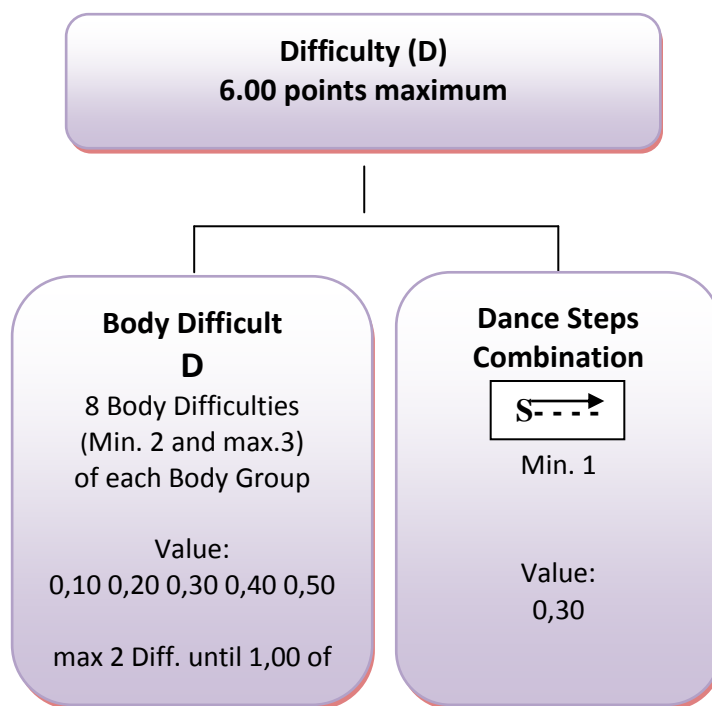 Difficulty (D)
6.00 points maximum
Body Difficult
D
8 Body Difficulties
(Min. 2 and max.3)
of each Body Group
Value:
0,10 0,20 0,30 0,40 0,50
max 2 Diff. until 1,00 of
Dance Steps
Combination
S
Min. 1
Value:
0,30